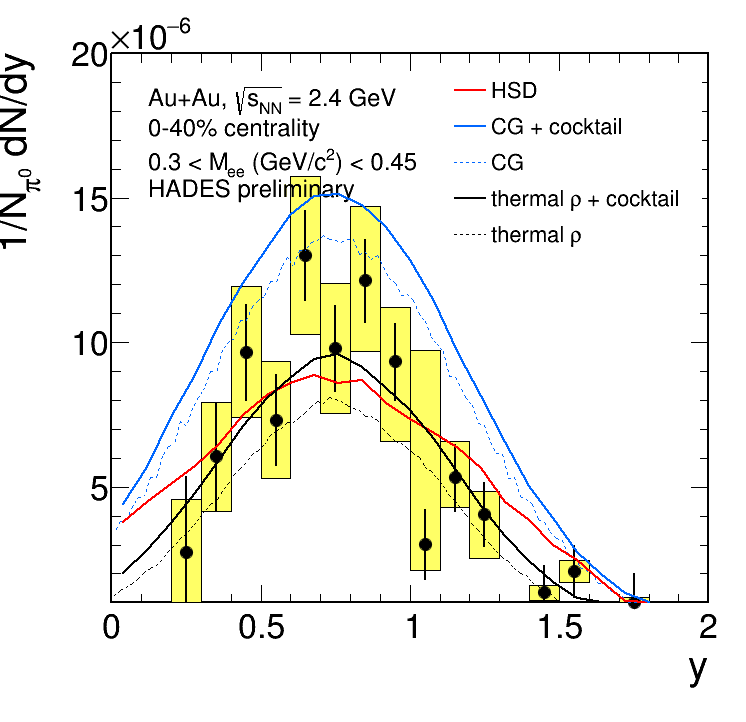 ×10⁻⁶
1/N_π⁰ dN/dy
20
15
10
5
Au+Au, √s_NN = 2.4 GeV
0-40% centrality
0.3 < M_ee (GeV/c²) < 0.45
HADES preliminary
HSD
CG + cocktail
CG
thermal ρ + cocktail
thermal ρ
0 0.5 1 1.5 2
y